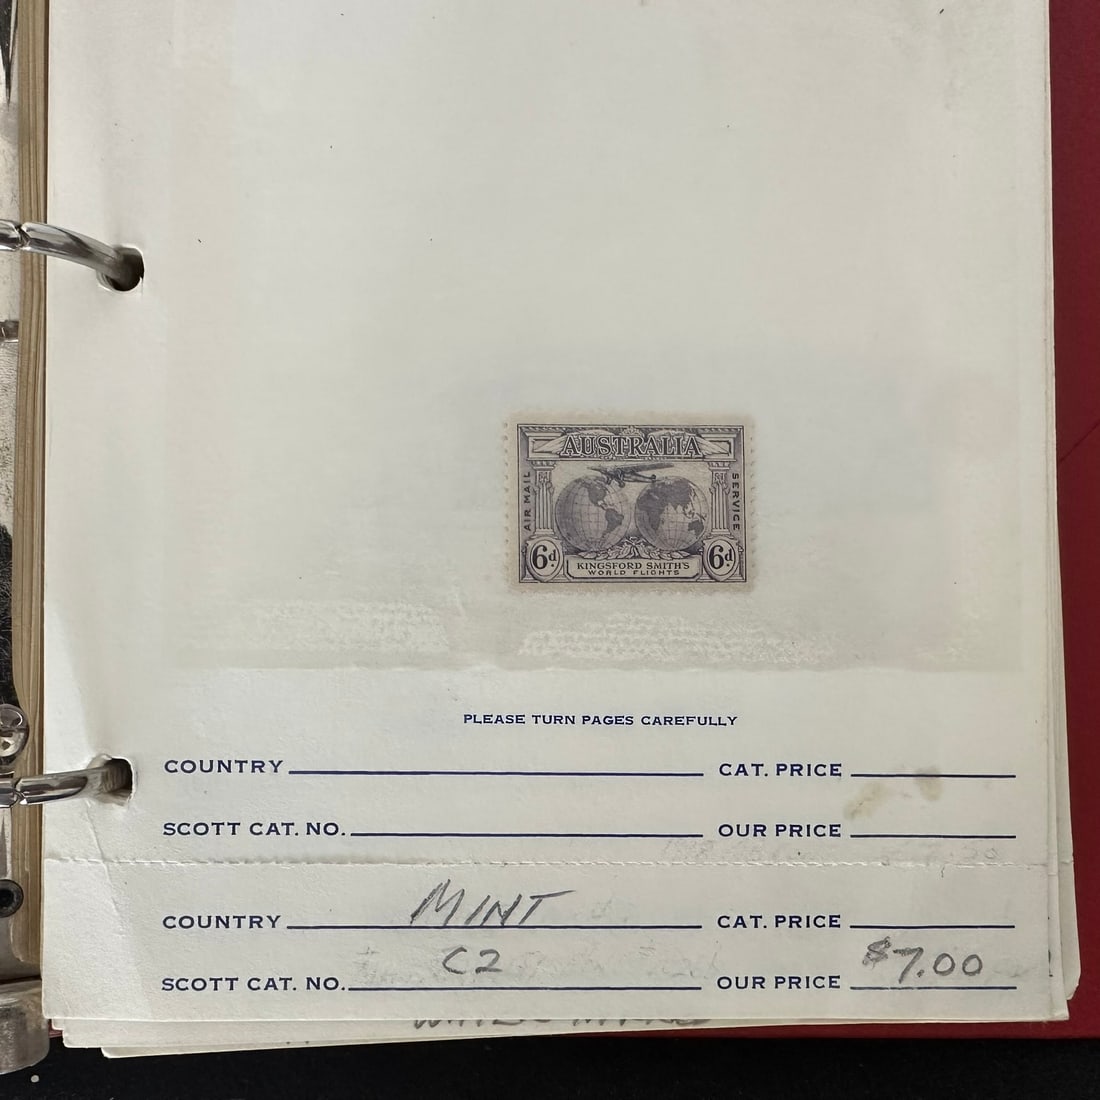 AUSTRALIA
AIR MAIL
SERVICE
6d.
6d.
KINGSFORD SMITH'S
WORLD FLIGHTS
PLEASE TURN PAGES CAREFULLY
COUNTRY CAT. PRICE
SCOTT CAT. NO. OUR PRICE
COUNTRY MINT CAT. PRICE
SCOTT CAT. NO. C2 OUR PRICE $7.00